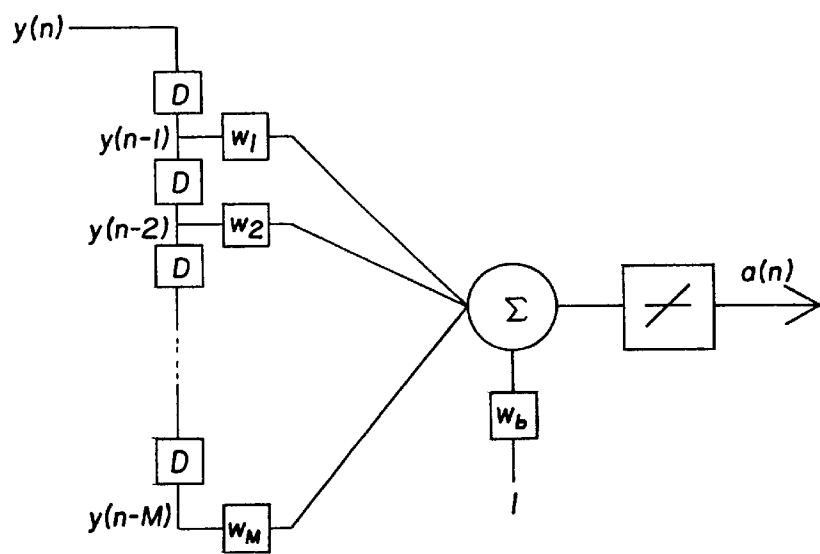 y(n)
D
y(n-1) w1
D
y(n-2) w2
D
Σ
a(n)
wb
D
1
y(n-M) wM